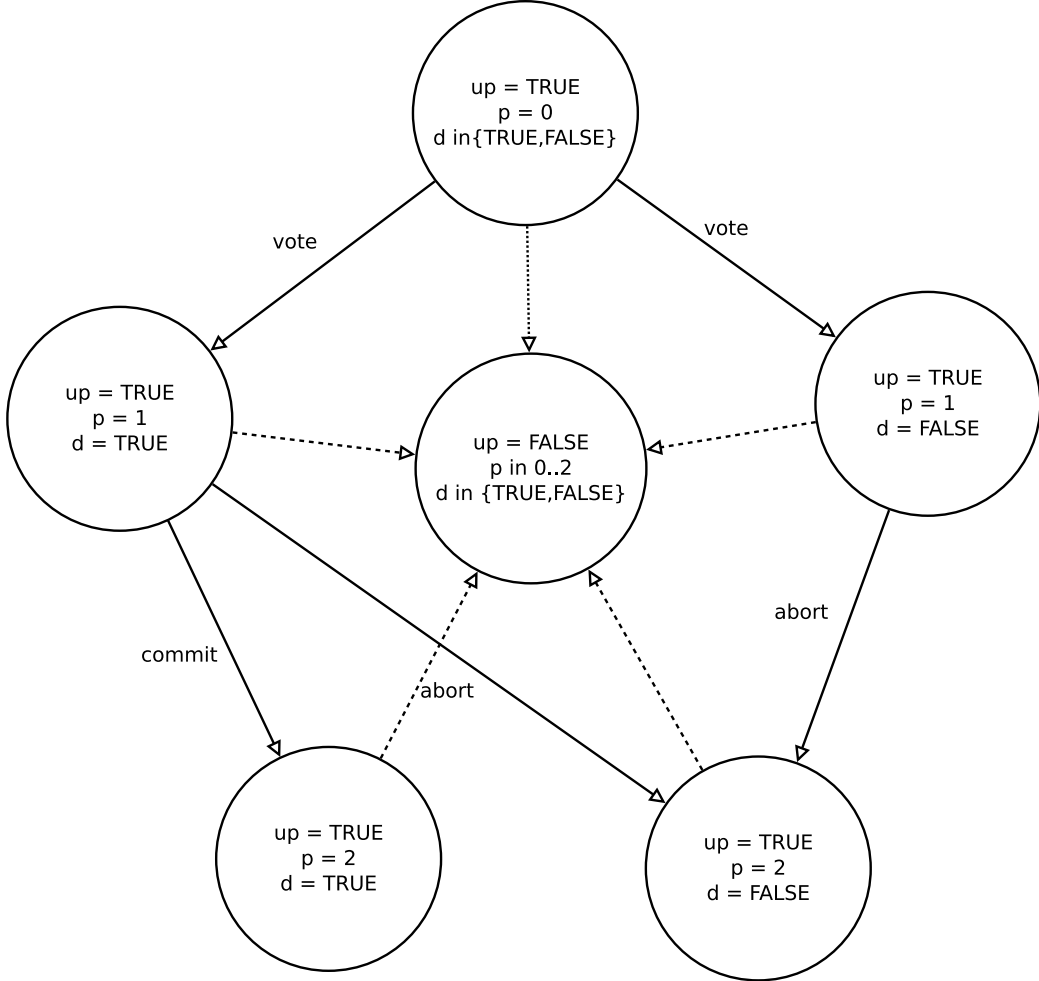 up = TRUE
p = 0
d in{TRUE,FALSE}
vote
vote
up = TRUE
p = 1
d = TRUE
up = TRUE
p = 1
d = FALSE
up = FALSE
p in 0..2
d in {TRUE,FALSE}
abort
commit
abort
up = TRUE
p = 2
d = TRUE
up = TRUE
p = 2
d = FALSE